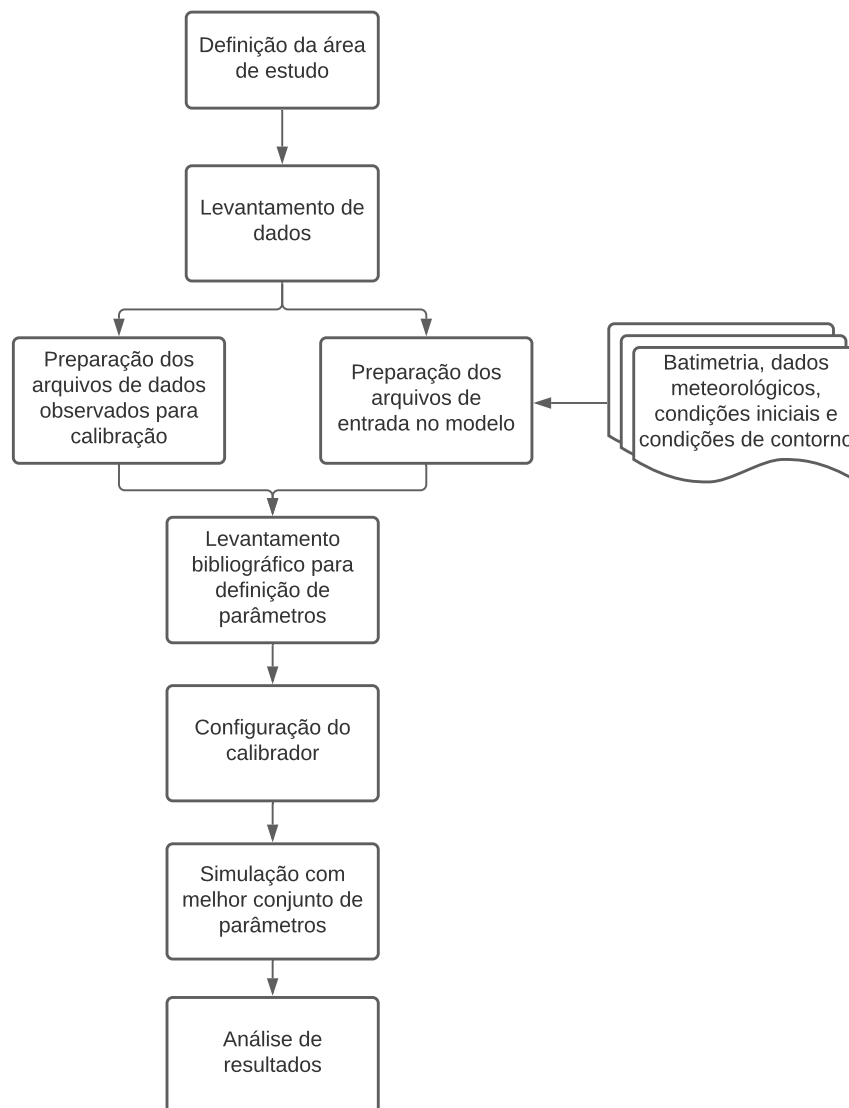 Definição da área
de estudo
Levantamento de
dados
Preparação dos
arquivos de dados
observados para
calibração
Preparação dos
arquivos de
entrada no modelo
Batimetria, dados
meteorológicos,
condições iniciais e
condições de contorno
Levantamento
bibliográfico para
definição de
parâmetros
Configuração do
calibrador
Simulação com
melhor conjunto de
parâmetros
Análise de
resultados